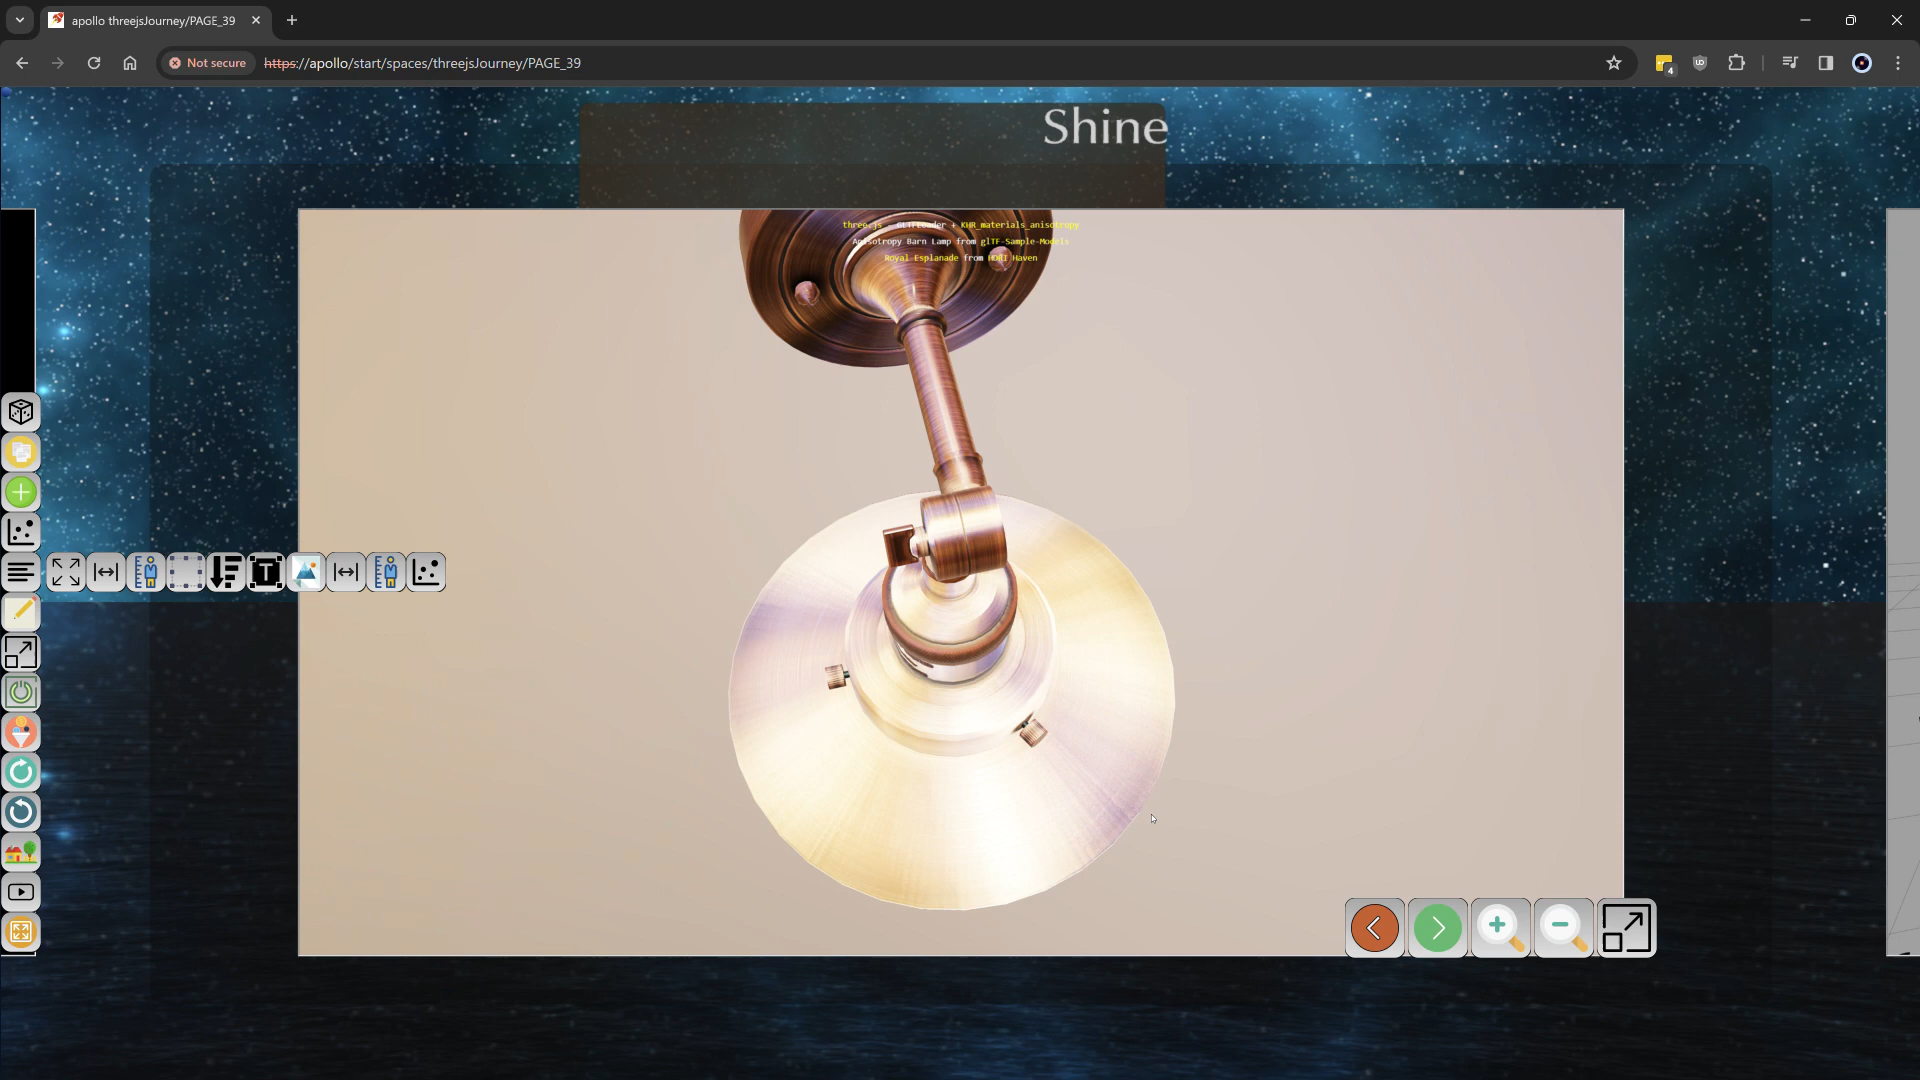 apollo threejsJourney/PAGE_39
Not secure
https://apollo/start/spaces/threejsJourney/PAGE_39
4
Shine
three.js - GLTFLoader + KHR_materials_anisotropy
Anisotropy Barn Lamp from glTF-Sample-Models
Royal Esplanade from HDRI Haven
T